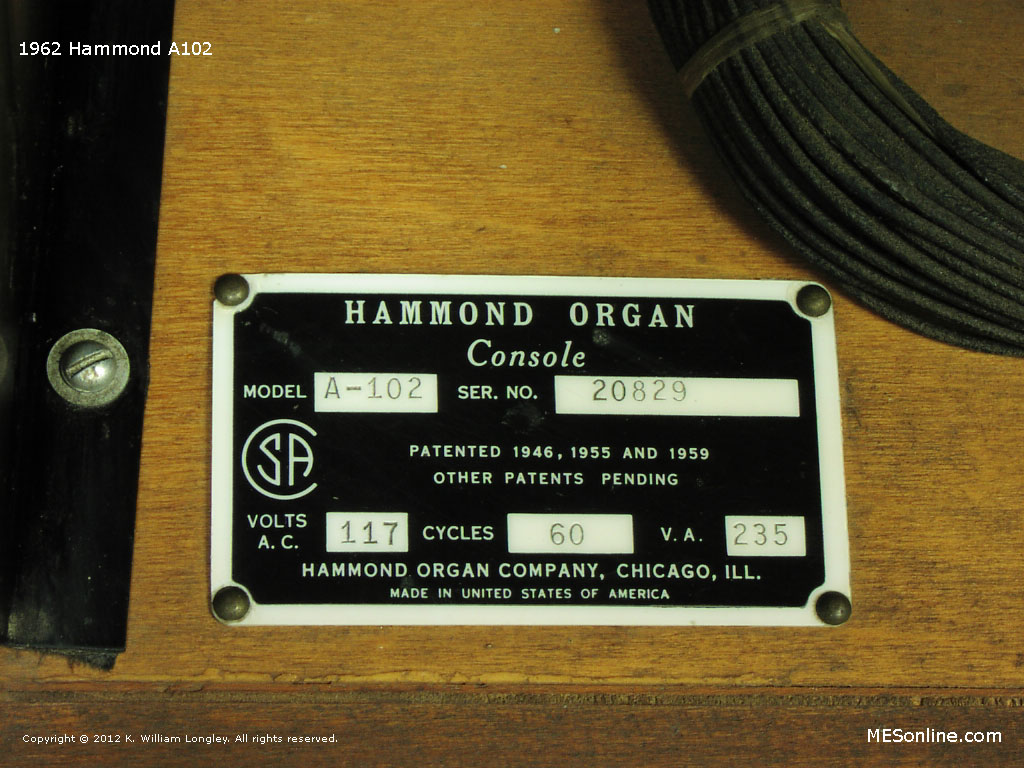 1962 Hammond A102
HAMMOND ORGAN
Console
MODEL A-102 SER. NO. 20829
CSA
PATENTED 1946, 1955 AND 1959
OTHER PATENTS PENDING
VOLTS A.C. 117 CYCLES 60 V.A. 235
HAMMOND ORGAN COMPANY, CHICAGO, ILL.
MADE IN UNITED STATES OF AMERICA
Copyright © 2012 K. William Longley. All rights reserved.
MESonline.com